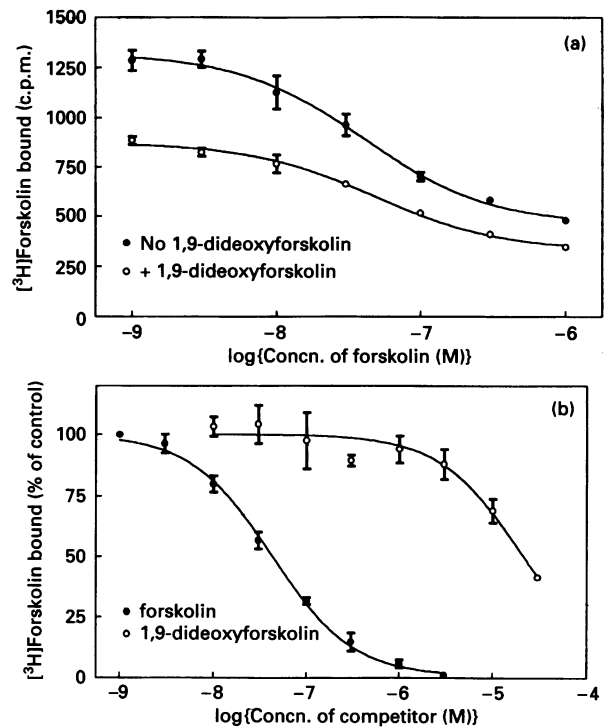 1500
(a)
1250
1000
750
500
250
0
[³H]Forskolin bound (c.p.m.)
● No 1,9-dideoxyforskolin
○ + 1,9-dideoxyforskolin
−9 −8 −7 −6
log{Concn. of forskolin (M)}
(b)
100
75
50
25
0
[³H]Forskolin bound (% of control)
● forskolin
○ 1,9-dideoxyforskolin
−9 −8 −7 −6 −5 −4
log{Concn. of competitor (M)}